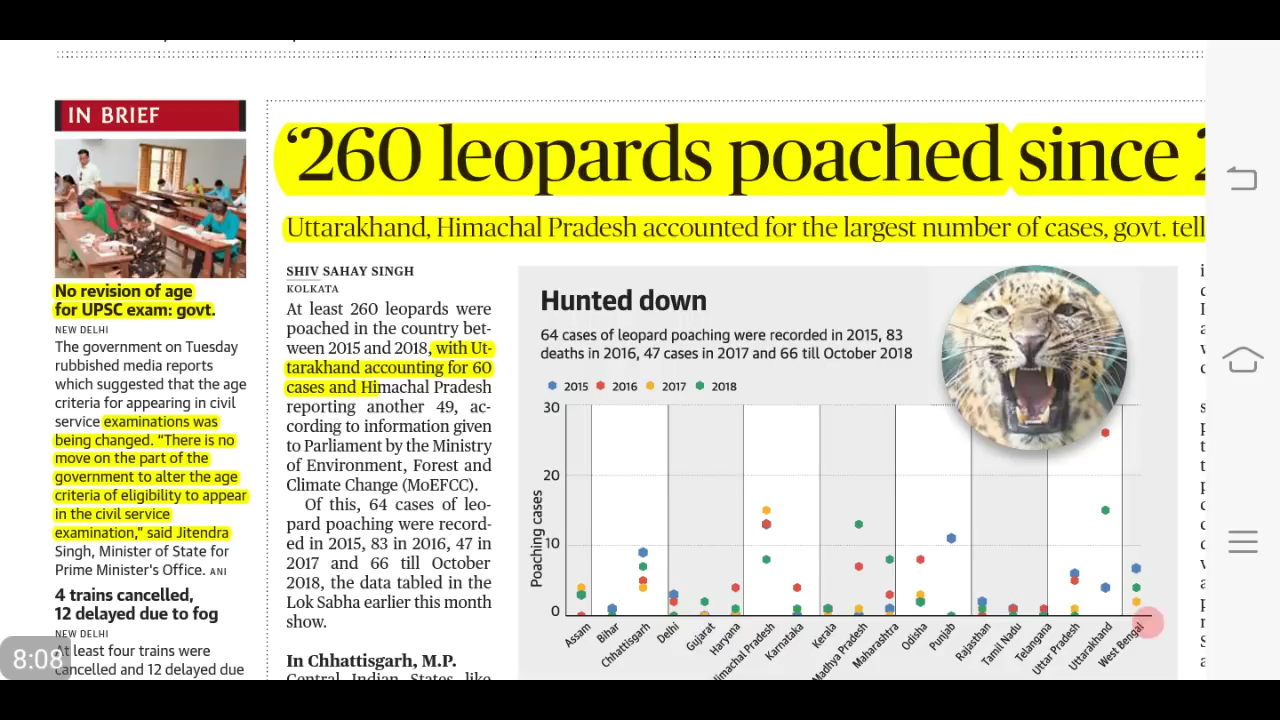 IN BRIEF
No revision of age
for UPSC exam: govt.
NEW DELHI
The government on Tuesday
rubbished media reports
which suggested that the age
criteria for appearing in civil
service examinations was
being changed. “There is no
move on the part of the
government to alter the age
criteria of eligibility to appear
in the civil service
examination,” said Jitendra
Singh, Minister of State for
Prime Minister's Office. ANI
4 trains cancelled,
12 delayed due to fog
NEW DELHI
At least four trains were
cancelled and 12 delayed due
8:08
‘260 leopards poached since
Uttarakhand, Himachal Pradesh accounted for the largest number of cases, govt. tell
SHIV SAHAY SINGH
KOLKATA
At least 260 leopards were
poached in the country bet-
ween 2015 and 2018, with Ut-
tarakhand accounting for 60
cases and Himachal Pradesh
reporting another 49, ac-
cording to information given
to Parliament by the Ministry
of Environment, Forest and
Climate Change (MoEFCC).
Of this, 64 cases of leo-
pard poaching were record-
ed in 2015, 83 in 2016, 47 in
2017 and 66 till October
2018, the data tabled in the
Lok Sabha earlier this month
show.
In Chhattisgarh, M.P.
Central Indian States like
Hunted down
64 cases of leopard poaching were recorded in 2015, 83
deaths in 2016, 47 cases in 2017 and 66 till October 2018
2015 2016 2017 2018
30
20
10
0
Poaching cases
Assam
Bihar
Chhattisgarh
Delhi
Gujarat
Haryana
Himachal Pradesh
Karnataka
Kerala
Madhya Pradesh
Maharashtra
Odisha
Punjab
Rajasthan
Tamil Nadu
Telangana
Uttar Pradesh
Uttarakhand
West Bengal